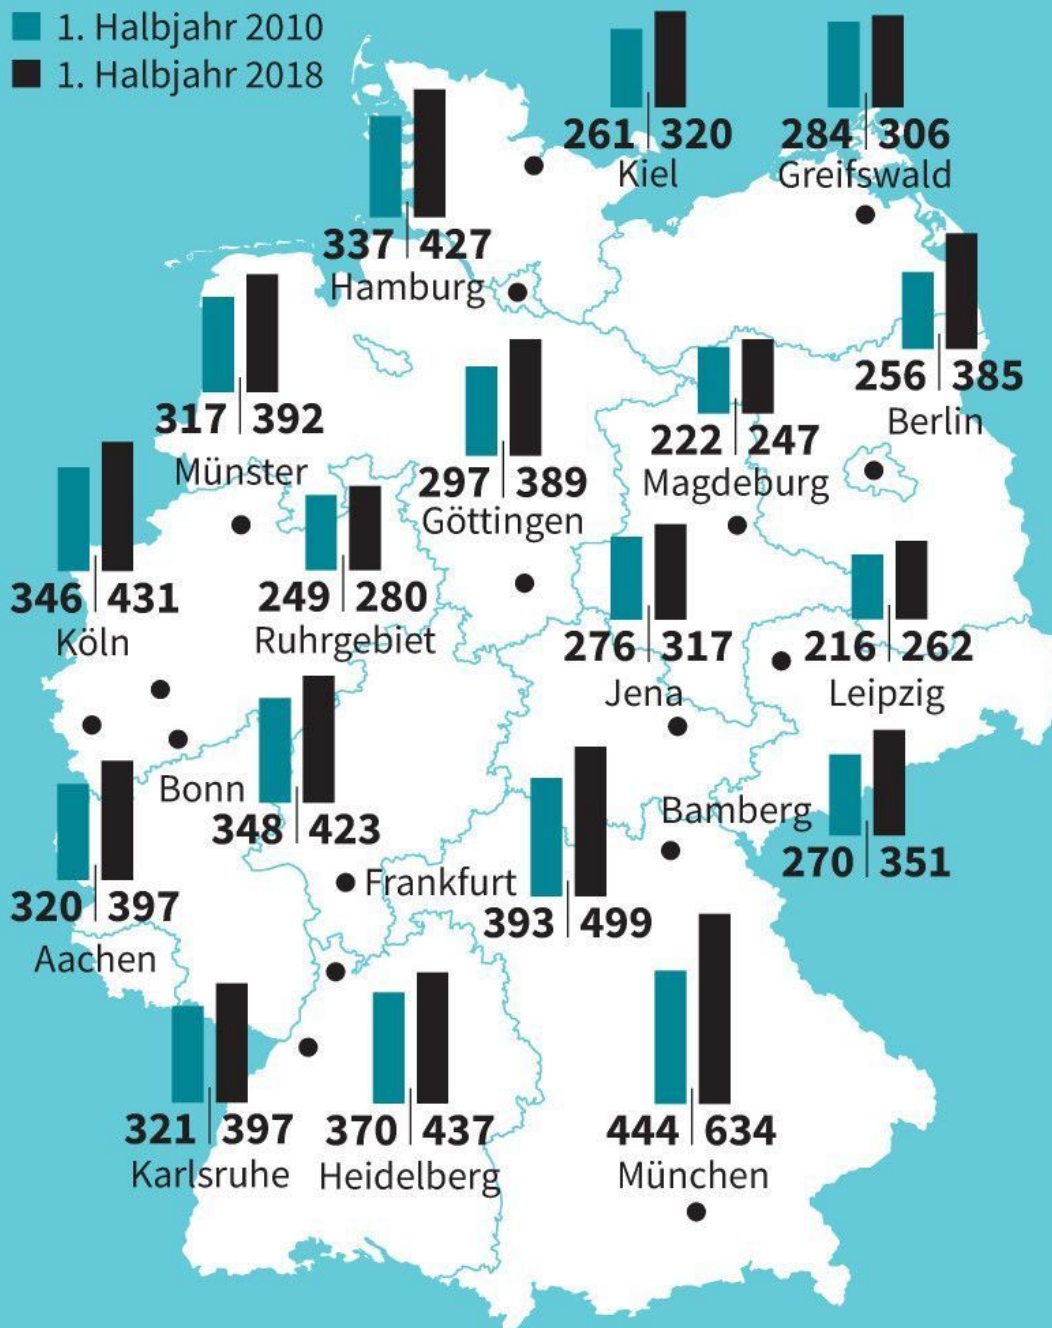 1. Halbjahr 2010
1. Halbjahr 2018
261 320
Kiel
284 306
Greifswald
337 427
Hamburg
317 392
Münster
297 389
Göttingen
222 247
Magdeburg
256 385
Berlin
346 431
Köln
249 280
Ruhrgebiet
276 317
Jena
216 262
Leipzig
Bonn
348 423
Bamberg
270 351
320 397
Aachen
Frankfurt
393 499
321 397
Karlsruhe
370 437
Heidelberg
444 634
München